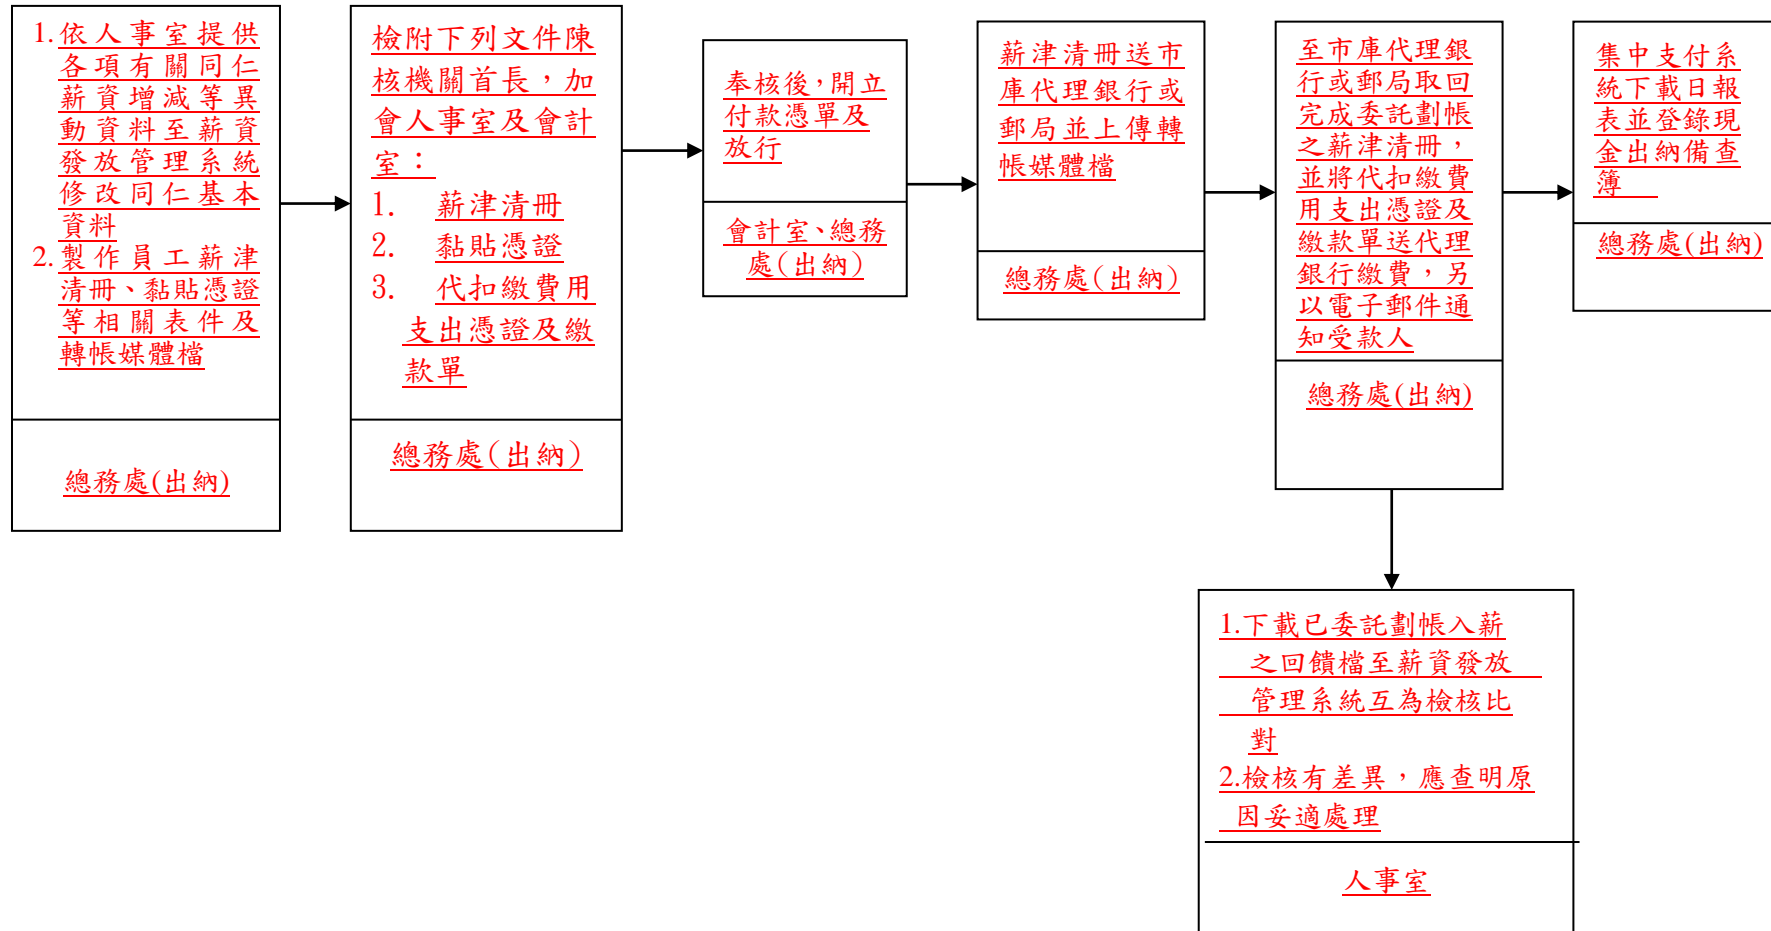 1.依人事室提供
各項有關同仁
薪資增減等異
動資料至薪資
發放管理系統
修改同仁基本
資料
2.製作員工薪津
清冊、黏貼憑證
等相關表件及
轉帳媒體檔
總務處(出納)
檢附下列文件陳
核機關首長，加
會人事室及會計
室：
1. 薪津清冊
2. 黏貼憑證
3. 代扣繳費用
支出憑證及繳
款單
總務處(出納)
奉核後，開立
付款憑單及
放行
會計室、總務
處(出納)
薪津清冊送市
庫代理銀行或
郵局並上傳轉
帳媒體檔
總務處(出納)
至市庫代理銀
行或郵局取回
完成委託劃帳
之薪津清冊，
並將代扣繳費
用支出憑證及
繳款單送代理
銀行繳費，另
以電子郵件通
知受款人
總務處(出納)
集中支付系
統下載日報
表並登錄現
金出納備查
簿
總務處(出納)
1.下載已委託劃帳入薪
之回饋檔至薪資發放
管理系統互為檢核比
對
2.檢核有差異，應查明原
因妥適處理
人事室